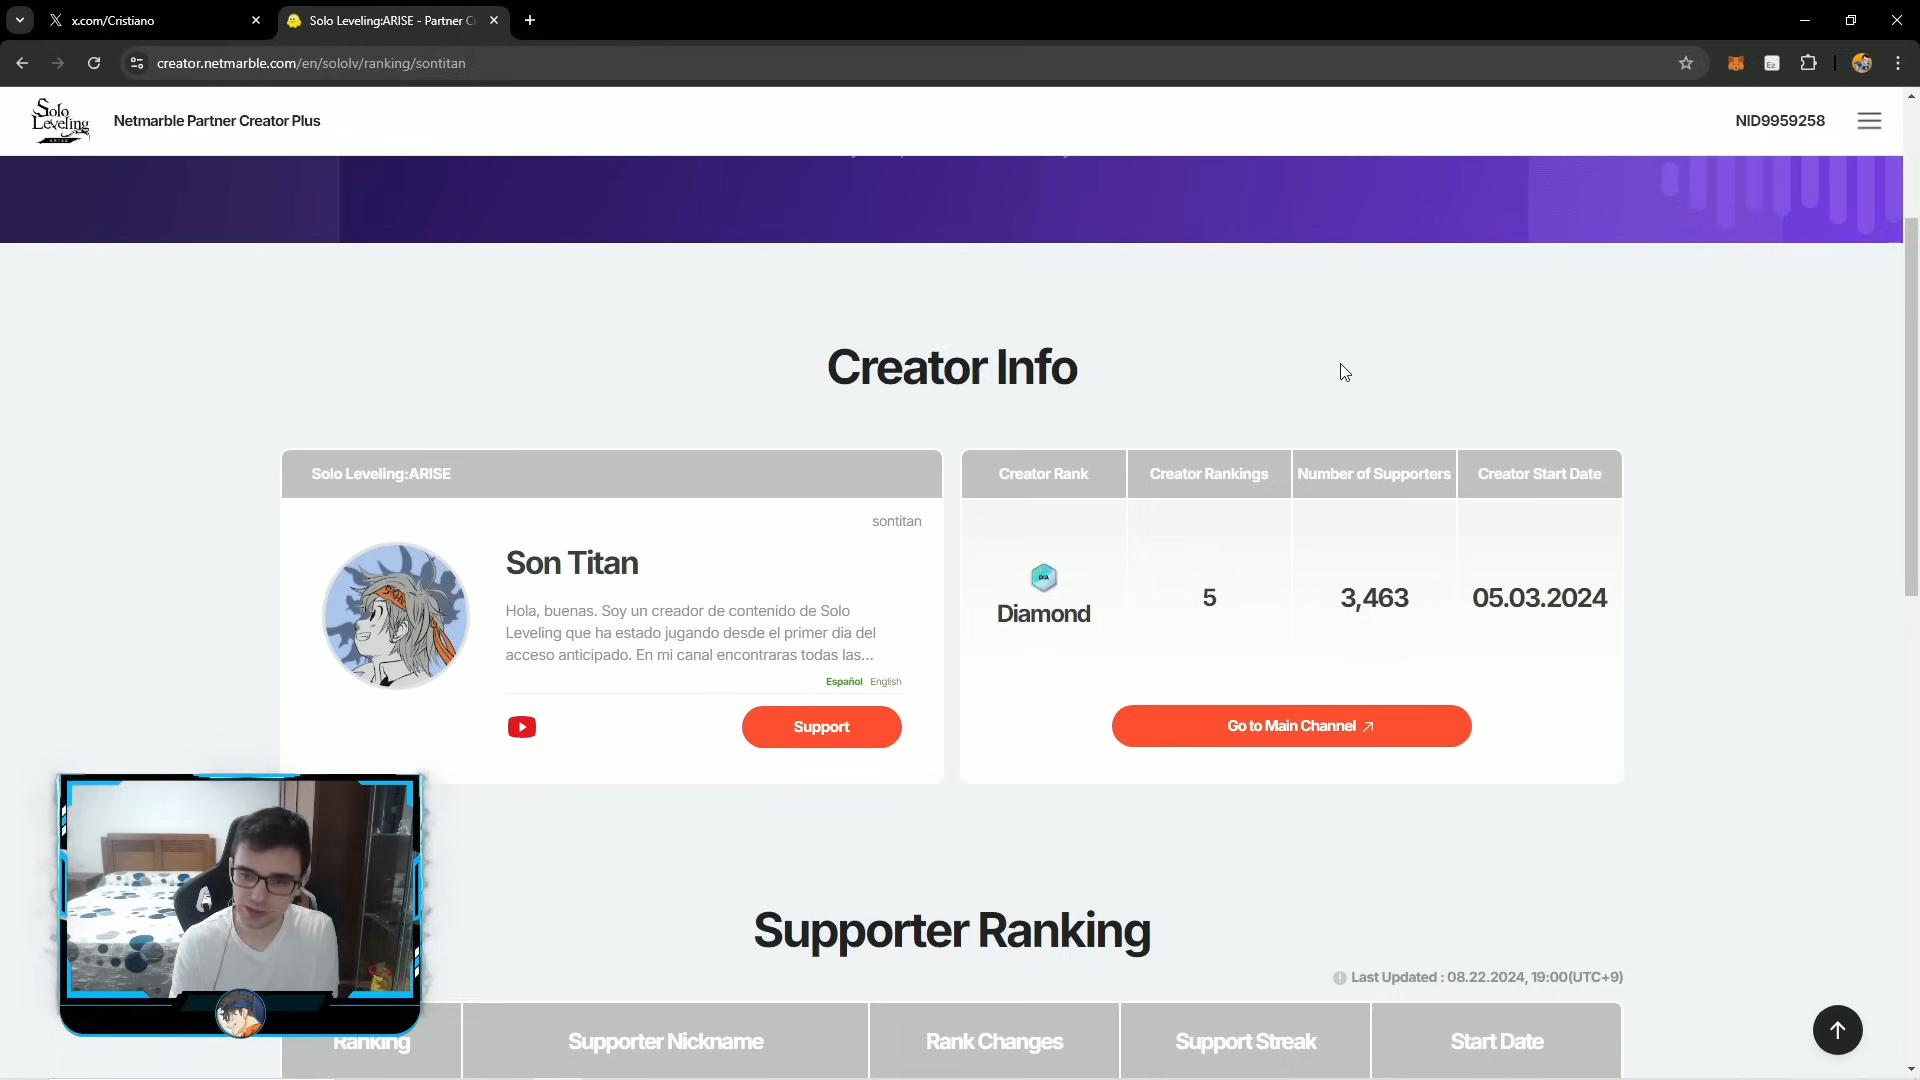 x.com/Cristiano
Solo Leveling:ARISE - Partner C
creator.netmarble.com/en/sololv/ranking/sontitan
Solo
Leveling
ARISE
Netmarble Partner Creator Plus
NID9959258
Creator Info
Solo Leveling:ARISE
sontitan
Son Titan
Hola, buenas. Soy un creador de contenido de Solo
Leveling que ha estado jugando desde el primer dia del
acceso anticipado. En mi canal encontraras todas las...
Español English
Support
Creator Rank Creator Rankings Number of Supporters Creator Start Date
DIA
Diamond 5 3,463 05.03.2024
Go to Main Channel
Supporter Ranking
Last Updated : 08.22.2024, 19:00(UTC+9)
Ranking Supporter Nickname Rank Changes Support Streak Start Date